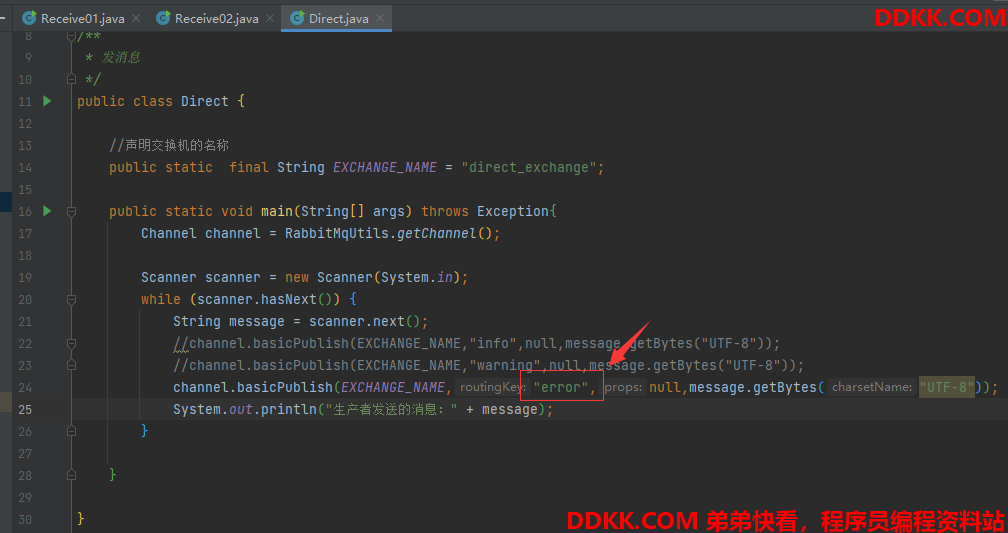 Receive01.java × Receive02.java × Direct.java ×
DDKK.COM
8 /**
9 * 发消息
10 */
11 public class Direct {
12
13 //声明交换机的名称
14 public static  final String EXCHANGE_NAME = "direct_exchange";
15
16 public static void main(String[] args) throws Exception{
17 Channel channel = RabbitMqUtils.getChannel();
18
19 Scanner scanner = new Scanner(System.in);
20 while (scanner.hasNext()) {
21 String message = scanner.next();
22 //channel.basicPublish(EXCHANGE_NAME,"info",null,message.getBytes("UTF-8"));
23 //channel.basicPublish(EXCHANGE_NAME,"warning",null,message.getBytes("UTF-8"));
24 channel.basicPublish(EXCHANGE_NAME, routingKey: "error", props: null,message.getBytes( charsetName: "UTF-8"));
25 System.out.println("生产者发送的消息：" + message);
26 }
27
28 }
29
30 }
DDKK.COM 弟弟快看，程序员编程资料站